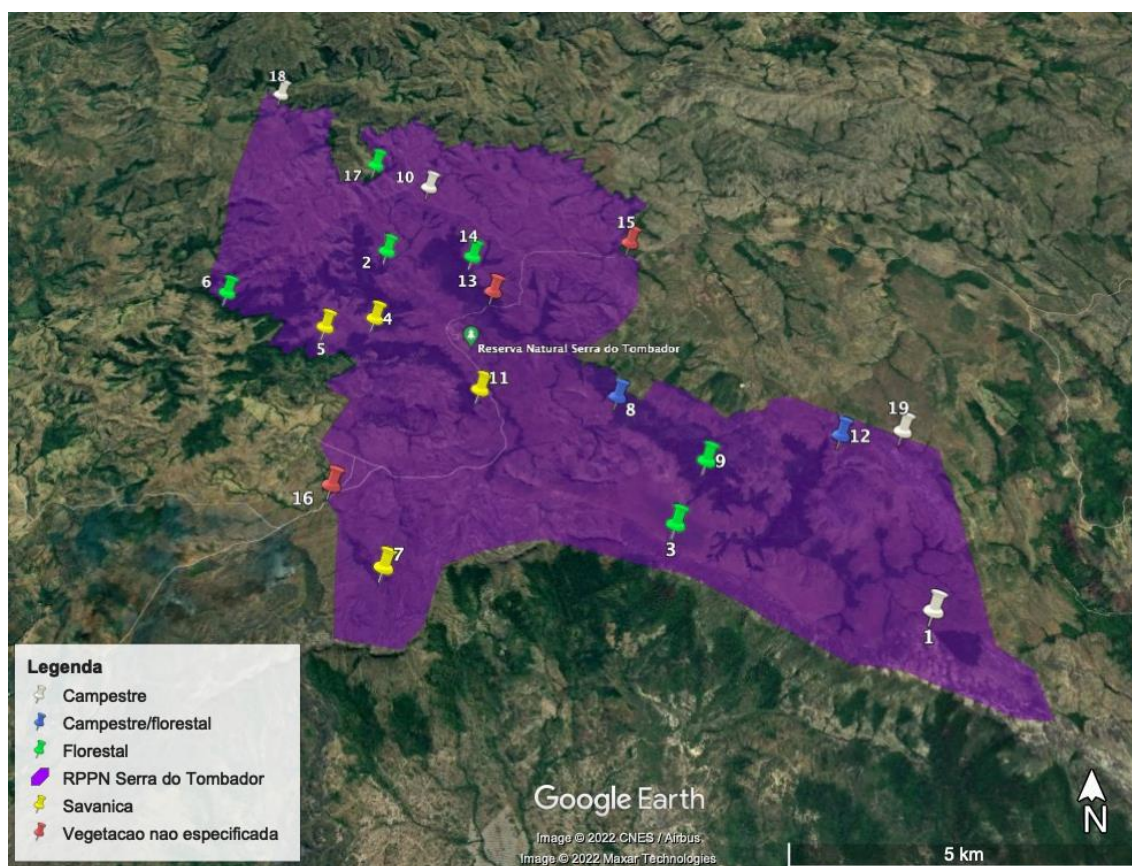 18
17
10
15
14
2
13
6
4
5
Reserva Natural Serra do Tombador
11
8
19
12
9
16
3
7
1
Legenda
Campestre
Campestre/florestal
Florestal
RPPN Serra do Tombador
Savanica
Vegetacao nao especificada
Google Earth
Image © 2022 CNES / Airbus
Image © 2022 Maxar Technologies
N
5 km